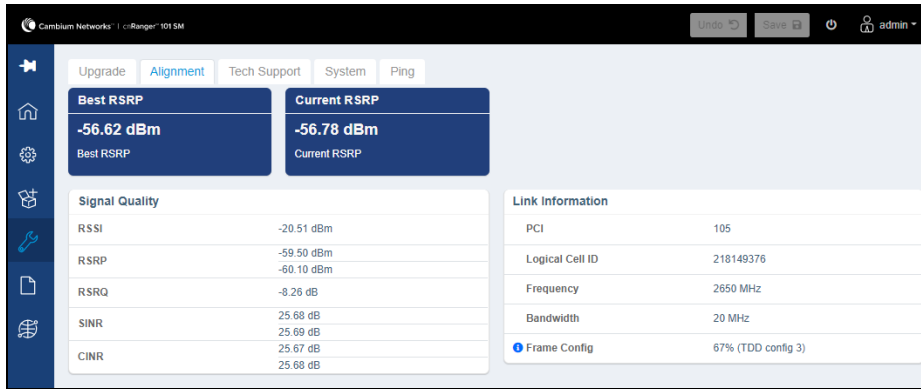 Cambium Networks™ | cnRanger™ 101 SM
Undo
Save
admin
Upgrade Alignment Tech Support System Ping
Best RSRP
-56.62 dBm
Best RSRP
Current RSRP
-56.78 dBm
Current RSRP
Signal Quality
RSSI -20.51 dBm
RSRP -59.50 dBm
-60.10 dBm
RSRQ -8.26 dB
SINR 25.68 dB
25.69 dB
CINR 25.67 dB
25.68 dB
Link Information
PCI 105
Logical Cell ID 218149376
Frequency 2650 MHz
Bandwidth 20 MHz
Frame Config 67% (TDD config 3)